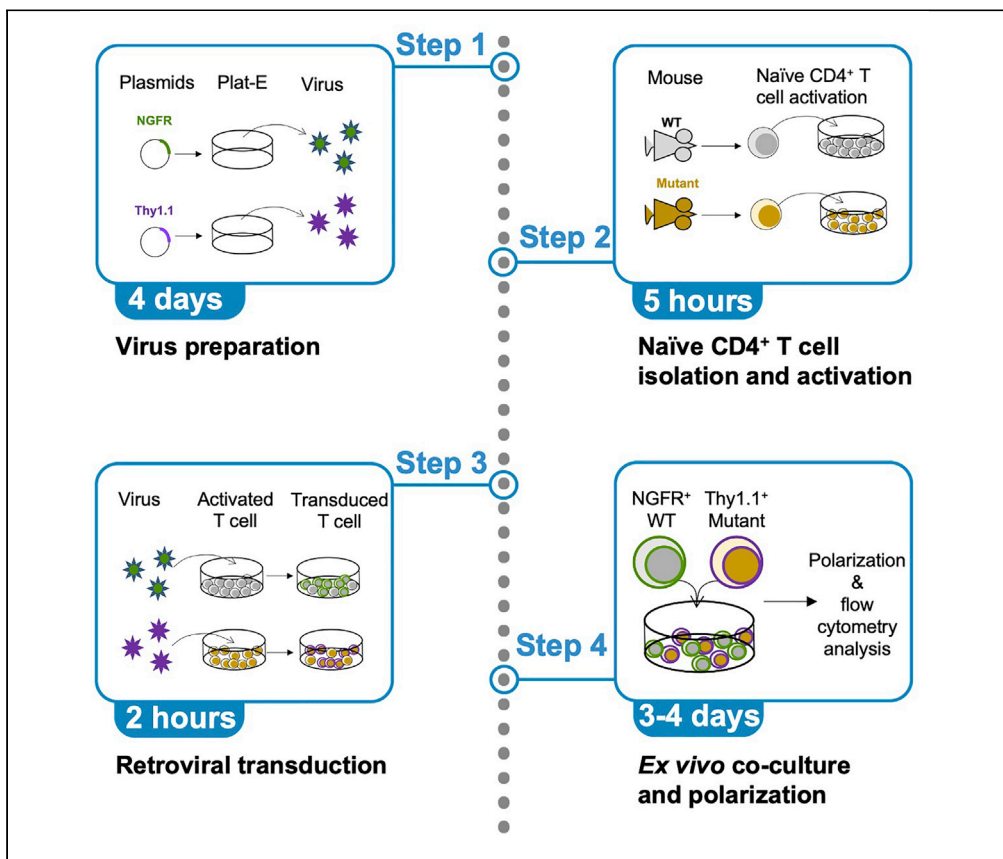 Step 1
Plasmids Plat-E Virus
NGFR
Thy1.1
4 days
Virus preparation
Step 2
Mouse
Naïve CD4⁺ T
cell activation
WT
Mutant
5 hours
Naïve CD4⁺ T cell
isolation and activation
Step 3
Virus
Activated
T cell
Transduced
T cell
2 hours
Retroviral transduction
Step 4
NGFR⁺
WT
Thy1.1⁺
Mutant
Polarization
&
flow
cytometry
analysis
3-4 days
Ex vivo co-culture
and polarization